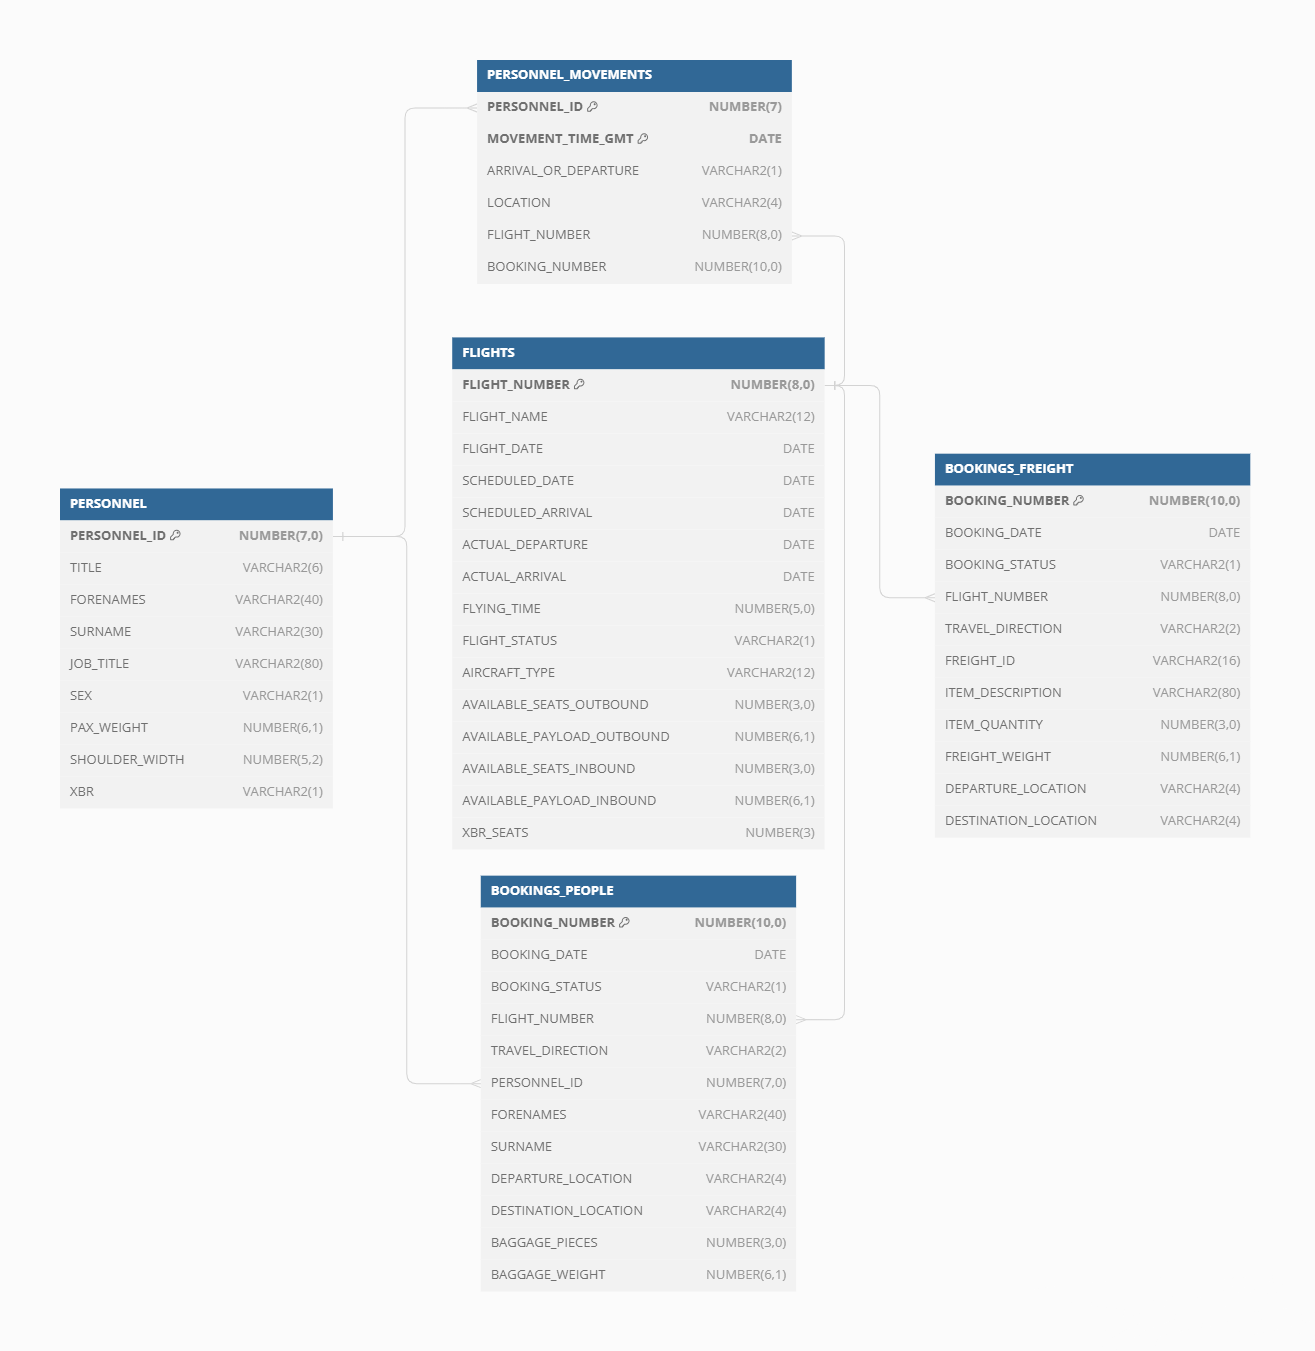 PERSONNEL_MOVEMENTS
PERSONNEL_ID NUMBER(7)
MOVEMENT_TIME_GMT DATE
ARRIVAL_OR_DEPARTURE VARCHAR2(1)
LOCATION VARCHAR2(4)
FLIGHT_NUMBER NUMBER(8,0)
BOOKING_NUMBER NUMBER(10,0)
FLIGHTS
FLIGHT_NUMBER NUMBER(8,0)
FLIGHT_NAME VARCHAR2(12)
FLIGHT_DATE DATE
SCHEDULED_DATE DATE
SCHEDULED_ARRIVAL DATE
ACTUAL_DEPARTURE DATE
ACTUAL_ARRIVAL DATE
FLYING_TIME NUMBER(5,0)
FLIGHT_STATUS VARCHAR2(1)
AIRCRAFT_TYPE VARCHAR2(12)
AVAILABLE_SEATS_OUTBOUND NUMBER(3,0)
AVAILABLE_PAYLOAD_OUTBOUND NUMBER(6,1)
AVAILABLE_SEATS_INBOUND NUMBER(3,0)
AVAILABLE_PAYLOAD_INBOUND NUMBER(6,1)
XBR_SEATS NUMBER(3)
PERSONNEL
PERSONNEL_ID NUMBER(7,0)
TITLE VARCHAR2(6)
FORENAMES VARCHAR2(40)
SURNAME VARCHAR2(30)
JOB_TITLE VARCHAR2(80)
SEX VARCHAR2(1)
PAX_WEIGHT NUMBER(6,1)
SHOULDER_WIDTH NUMBER(5,2)
XBR VARCHAR2(1)
BOOKINGS_FREIGHT
BOOKING_NUMBER NUMBER(10,0)
BOOKING_DATE DATE
BOOKING_STATUS VARCHAR2(1)
FLIGHT_NUMBER NUMBER(8,0)
TRAVEL_DIRECTION VARCHAR2(2)
FREIGHT_ID VARCHAR2(16)
ITEM_DESCRIPTION VARCHAR2(80)
ITEM_QUANTITY NUMBER(3,0)
FREIGHT_WEIGHT NUMBER(6,1)
DEPARTURE_LOCATION VARCHAR2(4)
DESTINATION_LOCATION VARCHAR2(4)
BOOKINGS_PEOPLE
BOOKING_NUMBER NUMBER(10,0)
BOOKING_DATE DATE
BOOKING_STATUS VARCHAR2(1)
FLIGHT_NUMBER NUMBER(8,0)
TRAVEL_DIRECTION VARCHAR2(2)
PERSONNEL_ID NUMBER(7,0)
FORENAMES VARCHAR2(40)
SURNAME VARCHAR2(30)
DEPARTURE_LOCATION VARCHAR2(4)
DESTINATION_LOCATION VARCHAR2(4)
BAGGAGE_PIECES NUMBER(3,0)
BAGGAGE_WEIGHT NUMBER(6,1)